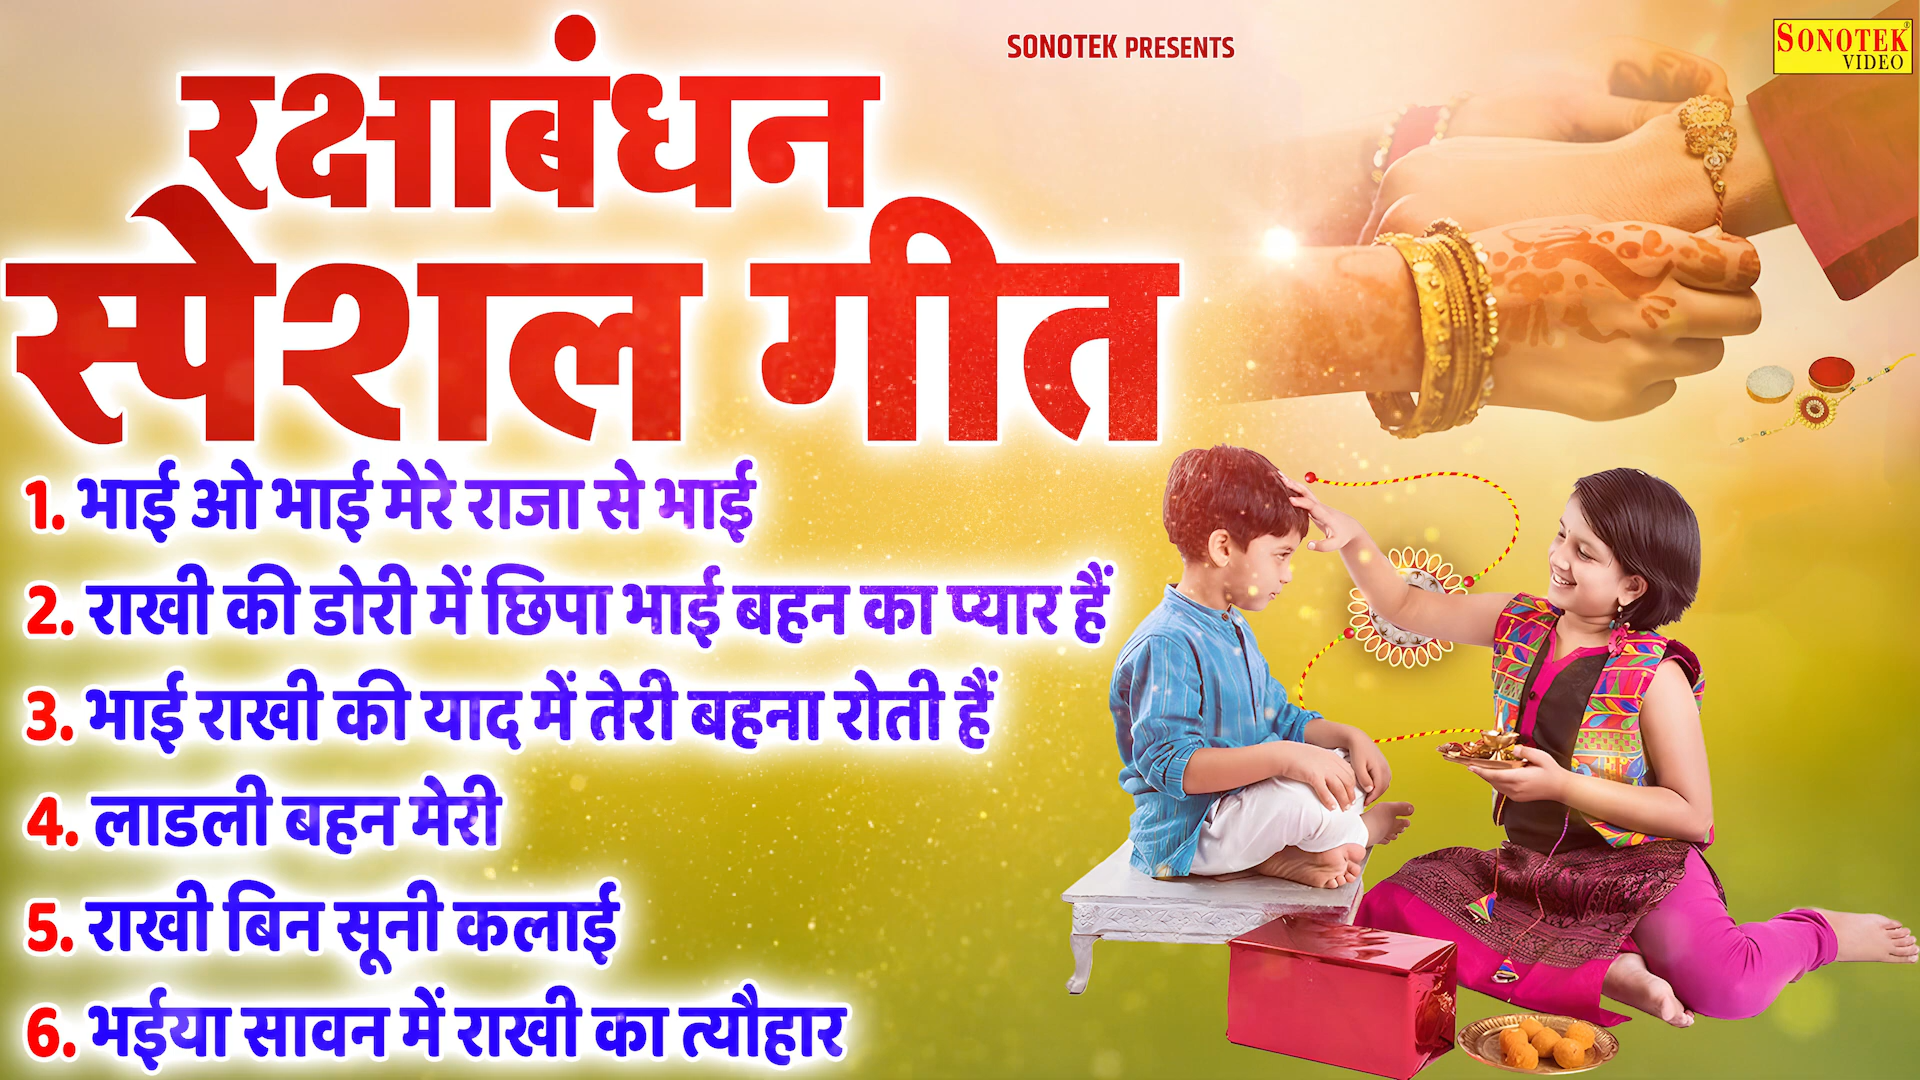 SONOTEK PRESENTS
SONOTEK
VIDEO
रक्षाबंधन
स्पेशल गीत
1. भाई ओ भाई मेरे राजा से भाई
2. राखी की डोरी में छिपा भाई बहन का प्यार हैं
3. भाई राखी की याद में तेरी बहना रोती हैं
4. लाडली बहन मेरी
5. राखी बिन सूनी कलाई
6. भईया सावन में राखी का त्यौहार